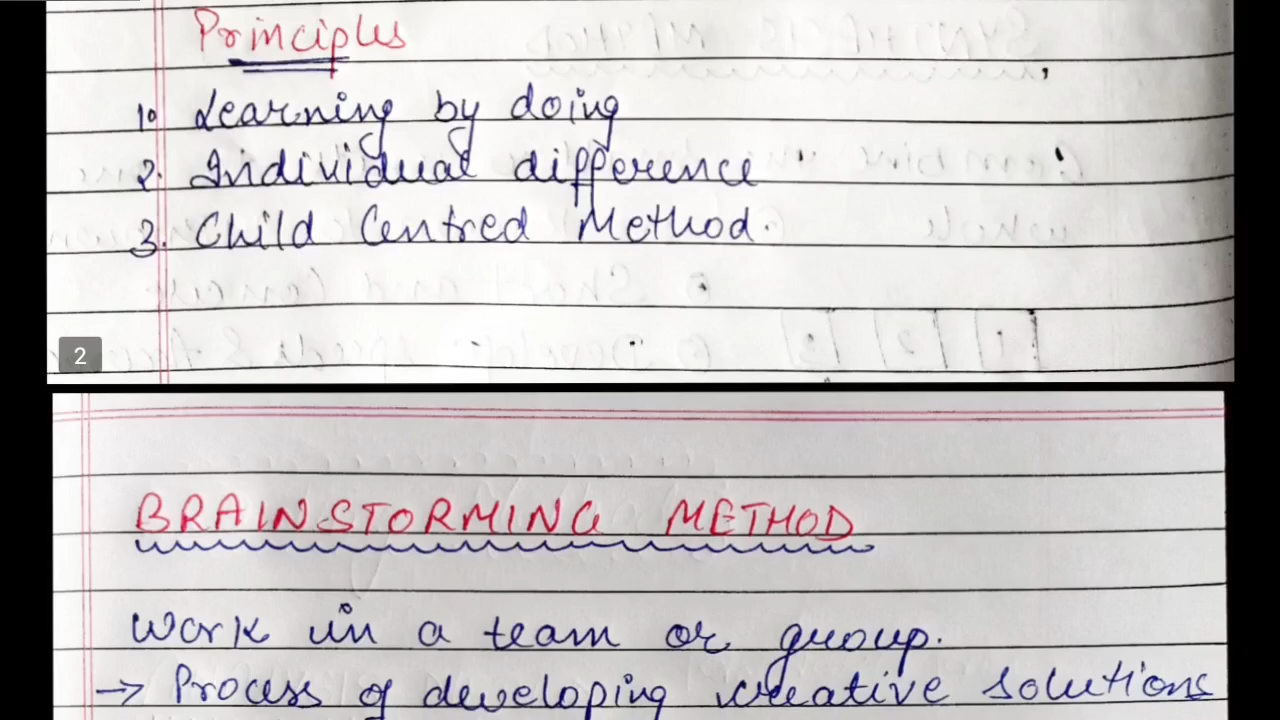 Principles
1. Learning by doing
2. Individual difference
3. Child Centred Method.
2
BRAINSTORMING METHOD
Work in a team or group.
→ Process of developing creative solutions